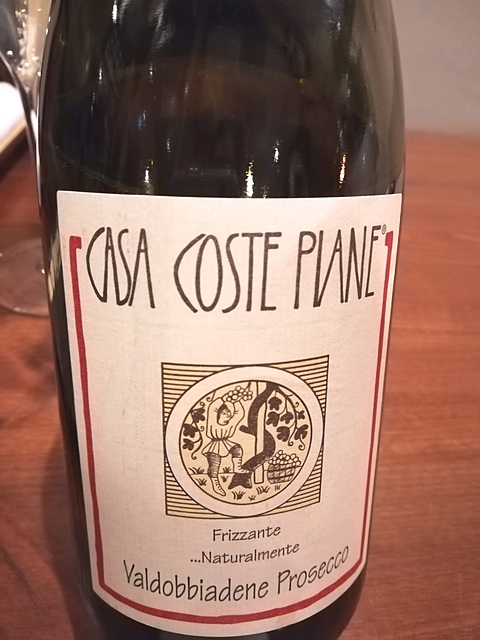 CASA COSTE PIANE®
Frizzante
...Naturalmente
Valdobbiadene Prosecco